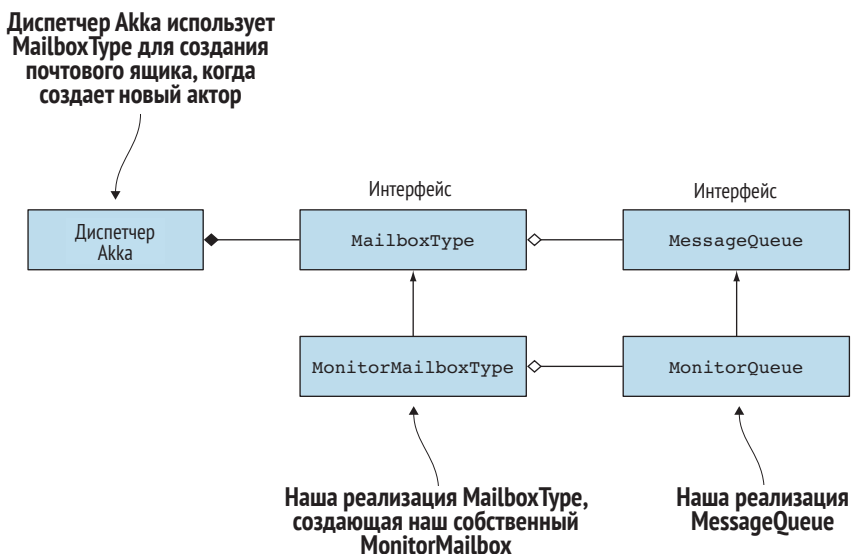 Диспетчер Akka использует
MailboxType для создания
почтового ящика, когда
создает новый актор
Интерфейс
Интерфейс
Диспетчер
Akka
MailboxType
MessageQueue
MonitorMailboxType
MonitorQueue
Наша реализация MailboxType,
создающая наш собственный
MonitorMailbox
Наша реализация
MessageQueue